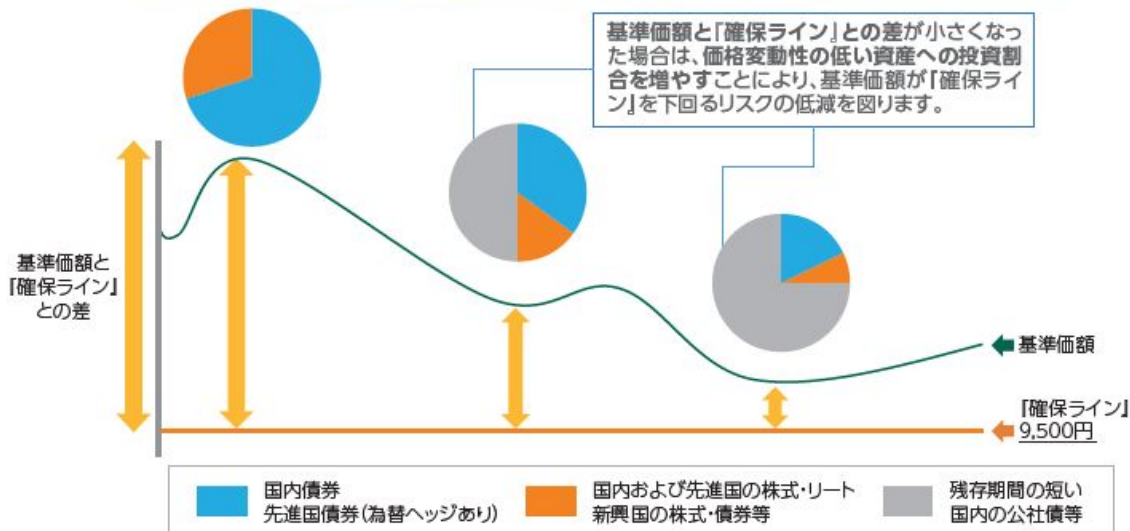 基準価額と『確保ライン』との差が小さくなっ
た場合は、価格変動性の低い資産への投資割
合を増やすことにより、基準価額が『確保ライ
ン』を下回るリスクの低減を図ります。
基準価額と
『確保ライン』
との差
基準価額
『確保ライン』
9,500円
国内債券
先進国債券(為替ヘッジあり)
国内および先進国の株式・リート
新興国の株式・債券等
残存期間の短い
国内の公社債等